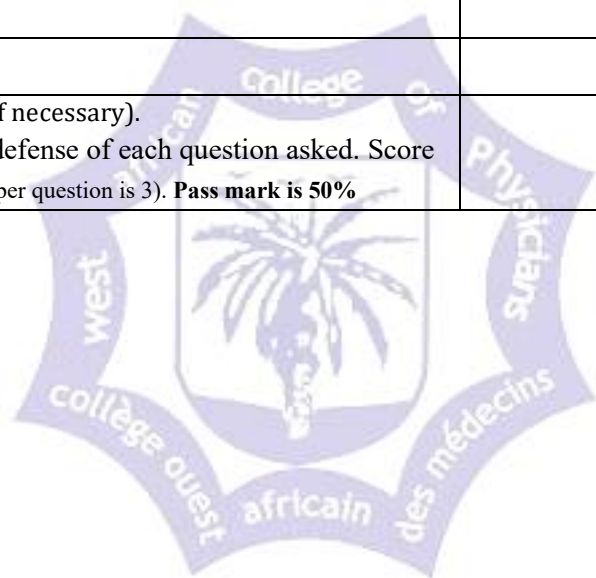 f necessary).
defense of each question asked. Score
per question is 3). Pass mark is 50%
west african college of Physicians
collège ouest africain des médecins